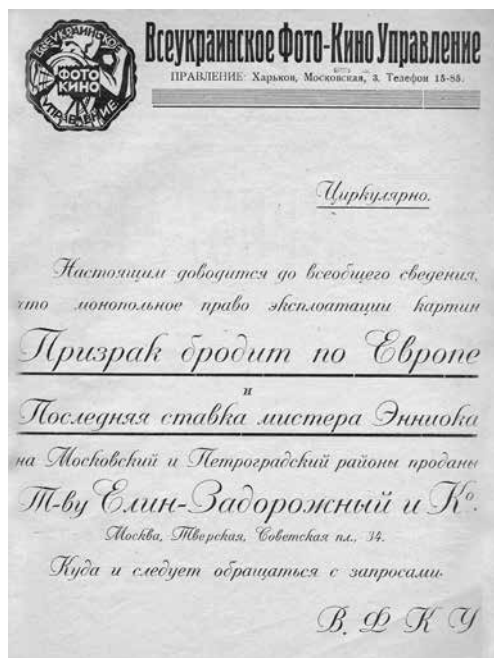 ВСЕУКРАИНСКОЕ
ФОТО
КИНО
УПРАВЛЕНИЕ
Всеукраинское Фото-Кино Управление
ПРАВЛЕНИЕ: Харьков, Московская, 3. Телефон 15-85.
Циркулярно.
Настоящим доводится до всеобщего сведения,
что монопольное право эксплоатации картин
Призрак бродит по Европе
и
Последняя ставка мистера Энниока
на Московский и Петроградский районы проданы
Т-ву Елин-Задорожный и Кº.
Москва, Тверская, Советская пл., 34.
Куда и следует обращаться с запросами.
В. Ф К У